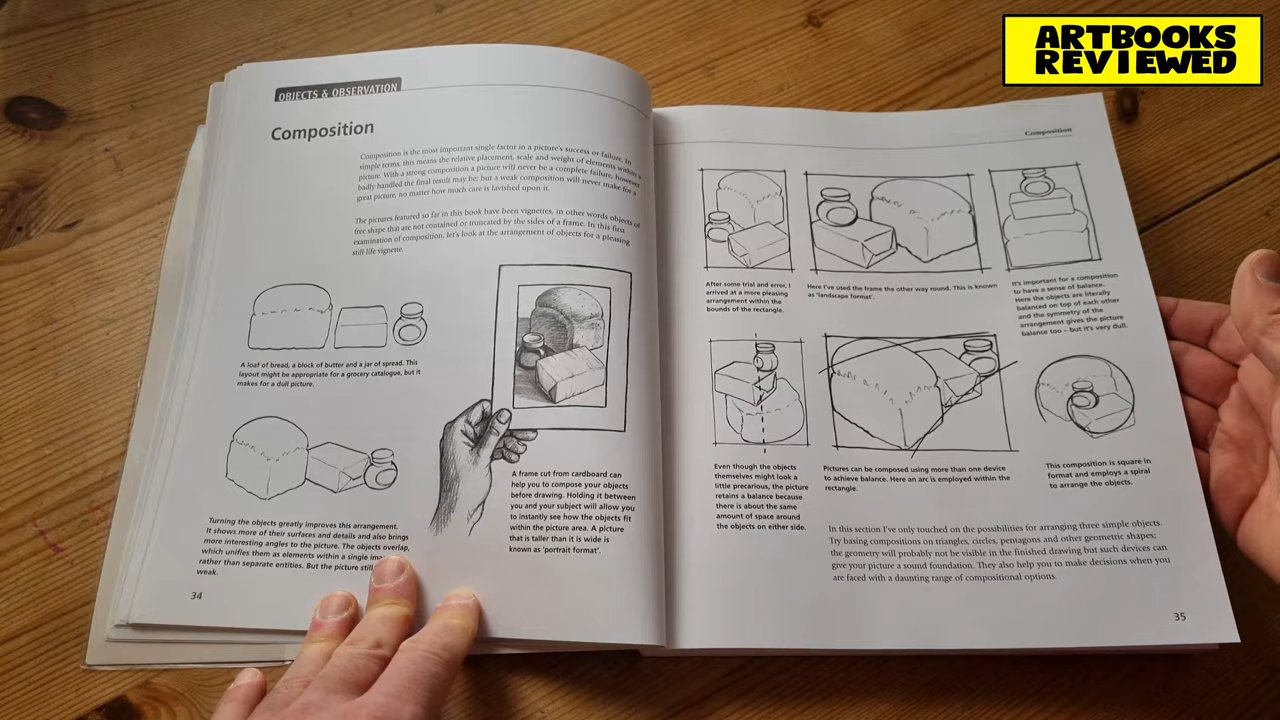 ARTBOOKS
REVIEWED
OBJECTS & OBSERVATION
Composition
Composition is the most important single factor in a picture's success or failure. In
simple terms, this means the relative placement, scale and weight of elements within a
picture. With a strong composition a picture will never be a complete failure, however
badly handled the final result may be; but a weak composition will never make for a
great picture, no matter how much care is lavished upon it.
The pictures featured so far in this book have been vignettes, in other words objects of
free shape that are not contained or truncated by the sides of a frame. In this first
examination of composition, let's look at the arrangement of objects for a pleasing
still life vignette.
A loaf of bread, a block of butter and a jar of spread. This
layout might be appropriate for a grocery catalogue, but it
makes for a dull picture.
Turning the objects greatly improves this arrangement.
It shows more of their surfaces and details and also brings
more interesting angles to the picture. The objects overlap,
which unifies them as elements within a single
rather than separate entities. But the picture still
weak.
A frame cut from cardboard can
help you to compose your objects
before drawing. Holding it between
you and your subject will allow you
to instantly see how the objects fit
within the picture area. A picture
that is taller than it is wide is
known as 'portrait format'.
34
Composition
After some trial and error, I
arrived at a more pleasing
arrangement within the
bounds of the rectangle.
Here I've used the frame the other way round. This is known
as 'landscape format'.
It's important for a composition
to have a sense of balance.
Here the objects are literally
balanced on top of each other
and the symmetry of the
arrangement gives the picture
balance too – but it's very dull.
Even though the objects
themselves might look a
little precarious, the picture
retains a balance because
there is about the same
amount of space around
the objects on either side.
Pictures can be composed using more than one device
to achieve balance. Here an arc is employed within the
rectangle.
This composition is square in
format and employs a spiral
to arrange the objects.
In this section I've only touched on the possibilities for arranging three simple objects.
Try basing compositions on triangles, circles, pentagons and other geometric shapes;
the geometry will probably not be visible in the finished drawing but such devices can
give your picture a sound foundation. They also help you to make decisions when you
are faced with a daunting range of compositional options.
35